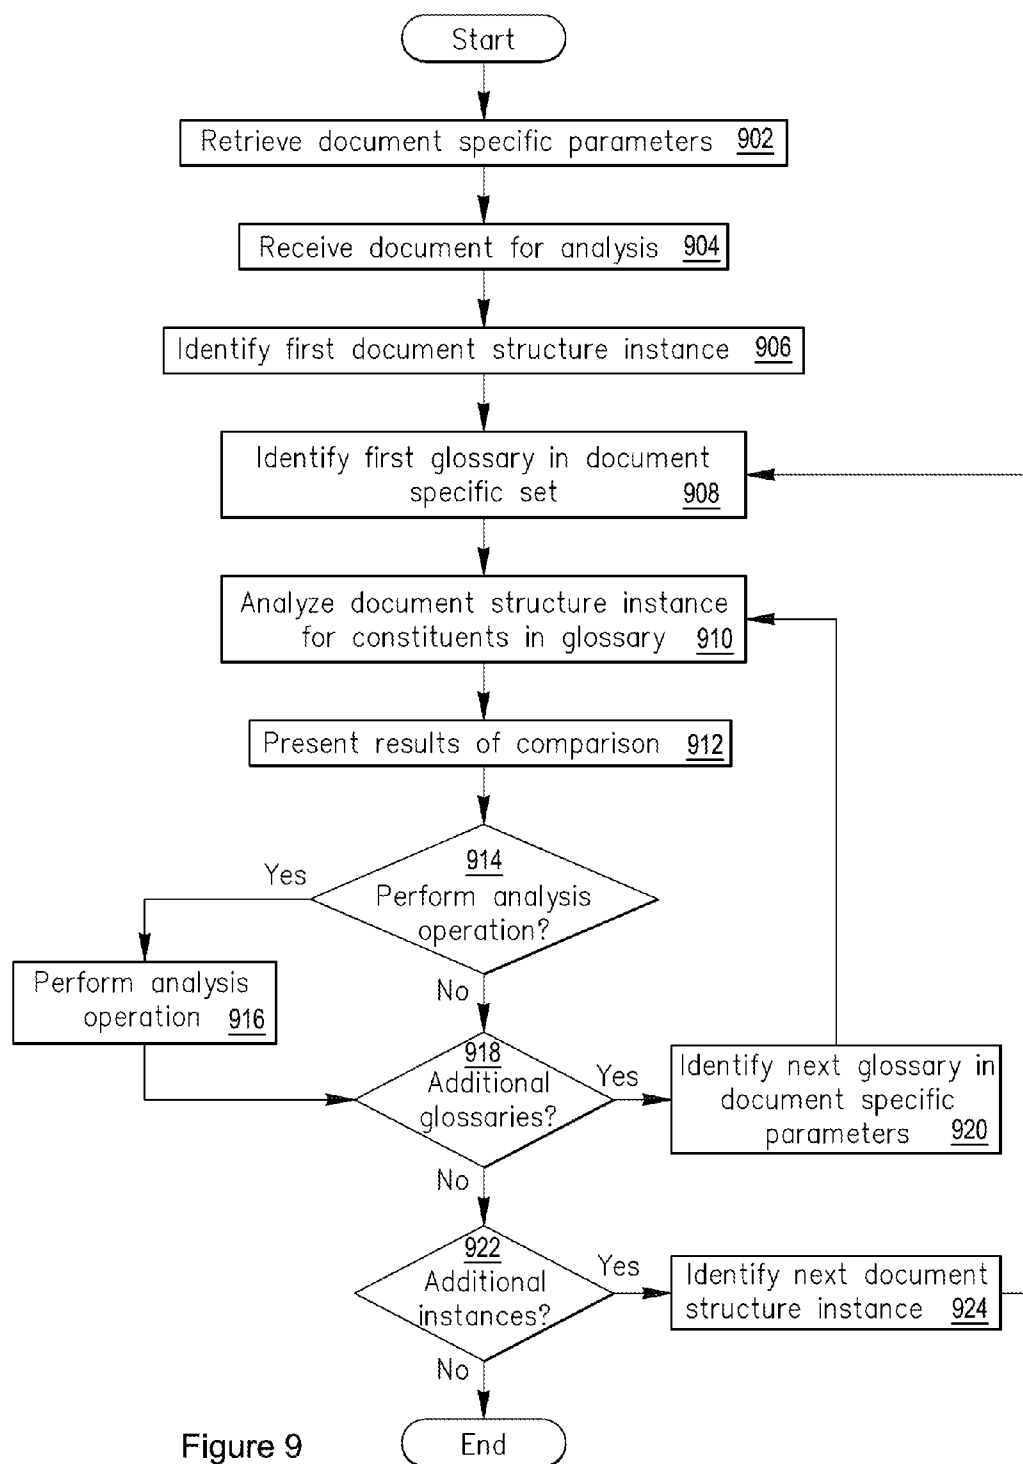 Start
Retrieve document specific parameters 902
Receive document for analysis 904
Identify first document structure instance 906
Identify first glossary in document
specific set 908
Analyze document structure instance
for constituents in glossary 910
Present results of comparison 912
914
Perform analysis
operation?
Yes
No
Perform analysis
operation 916
918
Additional
glossaries?
Yes
No
Identify next glossary in
document specific
parameters 920
922
Additional
instances?
Yes
No
Identify next document
structure instance 924
End
Figure 9